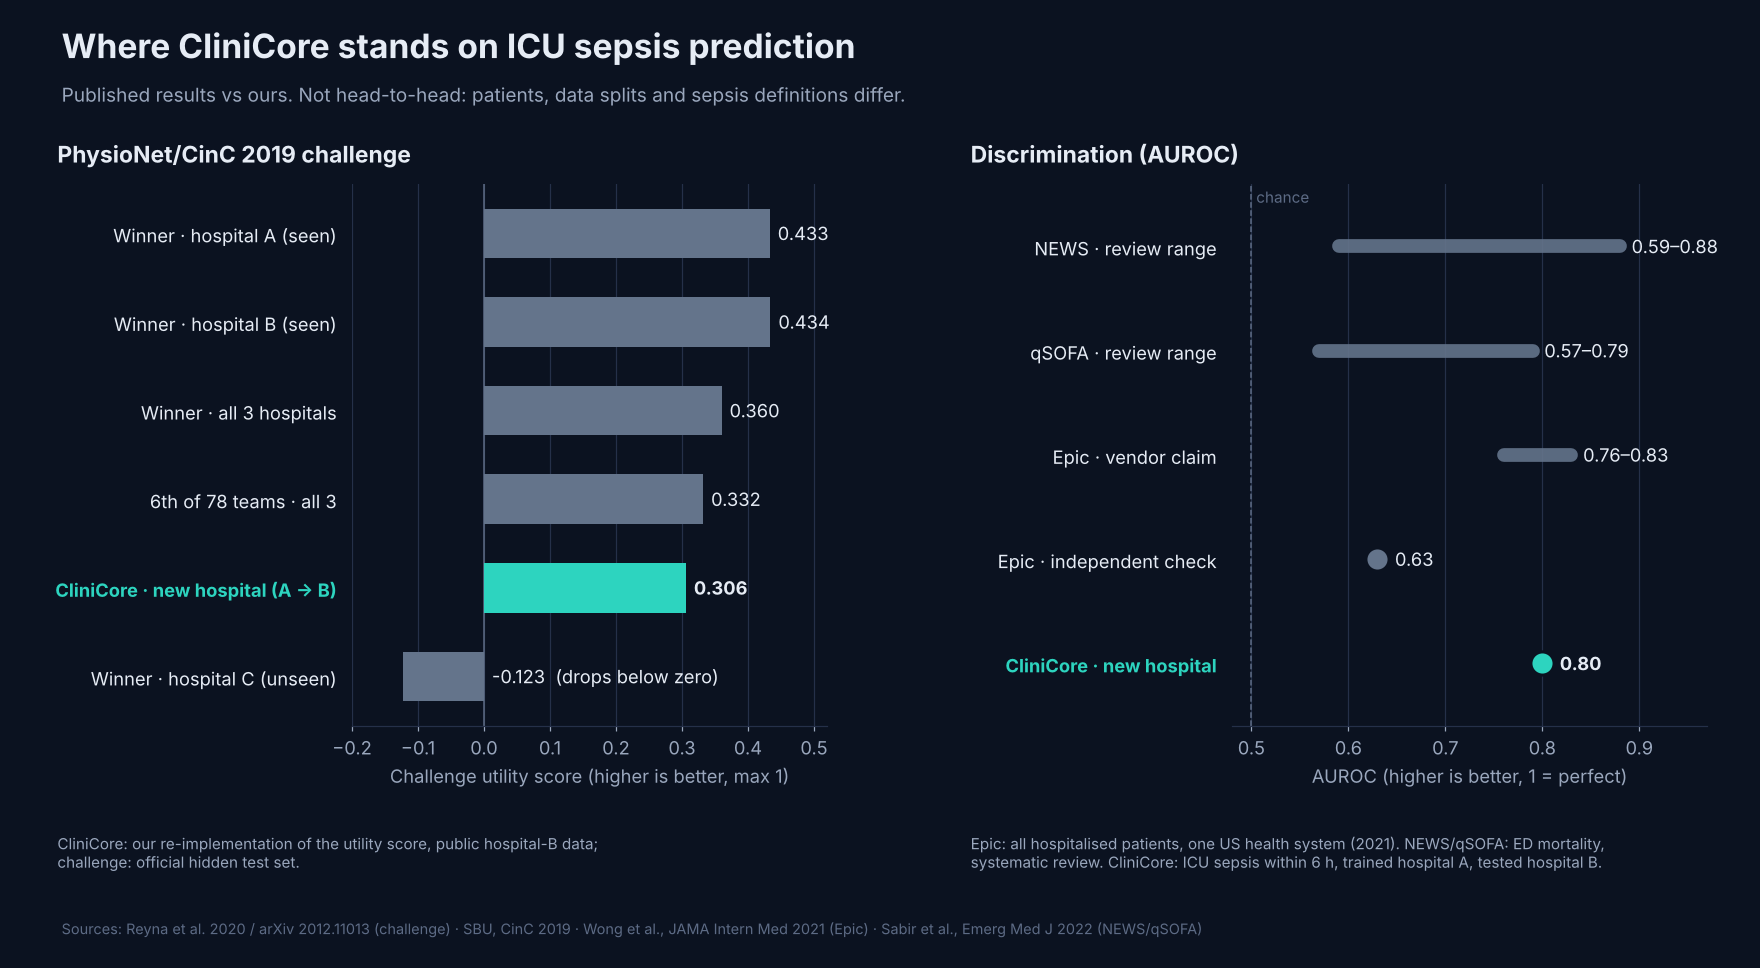 Where CliniCore stands on ICU sepsis prediction
Published results vs ours. Not head-to-head: patients, data splits and sepsis definitions differ.
PhysioNet/CinC 2019 challenge
Winner · hospital A (seen)
0.433
Winner · hospital B (seen)
0.434
Winner · all 3 hospitals
0.360
6th of 78 teams · all 3
0.332
CliniCore · new hospital (A → B)
0.306
Winner · hospital C (unseen)
-0.123 (drops below zero)
−0.2 −0.1 0.0 0.1 0.2 0.3 0.4 0.5
Challenge utility score (higher is better, max 1)
CliniCore: our re-implementation of the utility score, public hospital-B data;
challenge: official hidden test set.
Discrimination (AUROC)
chance
NEWS · review range
0.59–0.88
qSOFA · review range
0.57–0.79
Epic · vendor claim
0.76–0.83
Epic · independent check
0.63
CliniCore · new hospital
0.80
0.5 0.6 0.7 0.8 0.9
AUROC (higher is better, 1 = perfect)
Epic: all hospitalised patients, one US health system (2021). NEWS/qSOFA: ED mortality,
systematic review. CliniCore: ICU sepsis within 6 h, trained hospital A, tested hospital B.
Sources: Reyna et al. 2020 / arXiv 2012.11013 (challenge) · SBU, CinC 2019 · Wong et al., JAMA Intern Med 2021 (Epic) · Sabir et al., Emerg Med J 2022 (NEWS/qSOFA)